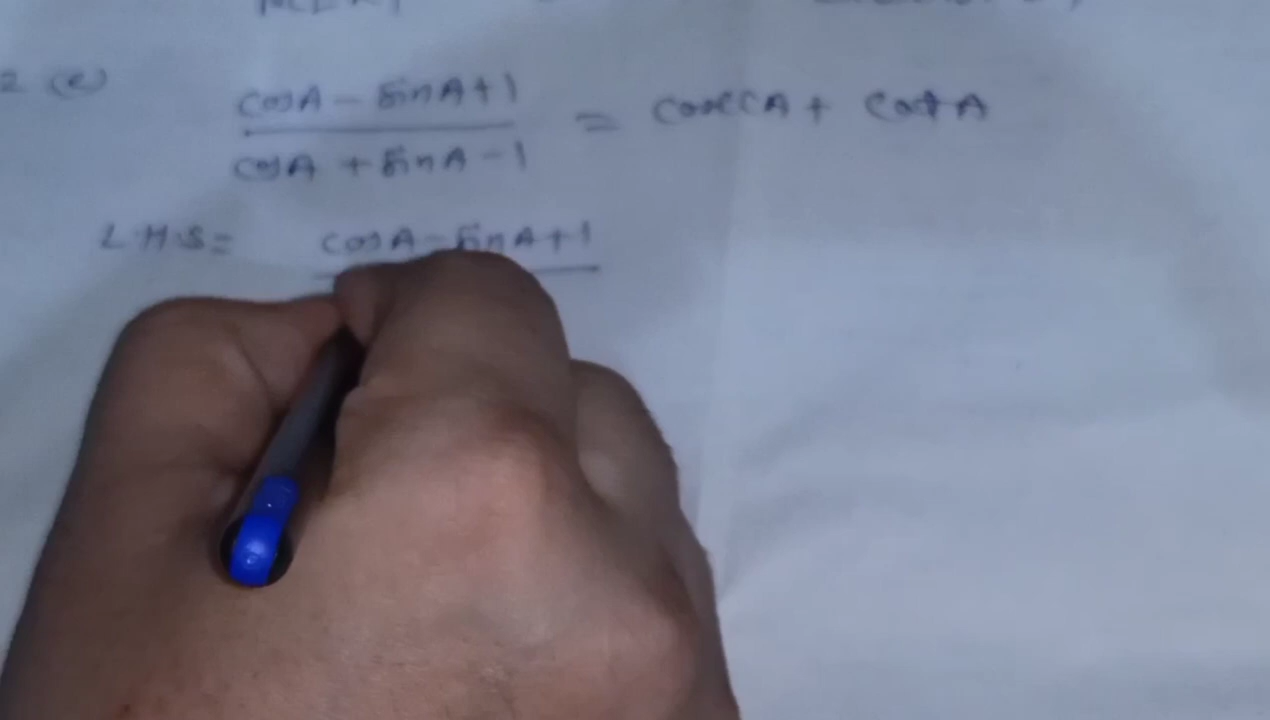 2 (e)
cosA - sinA + 1 / cosA + sinA - 1 = cosecA + cotA
L.H.S = cosA - sinA + 1